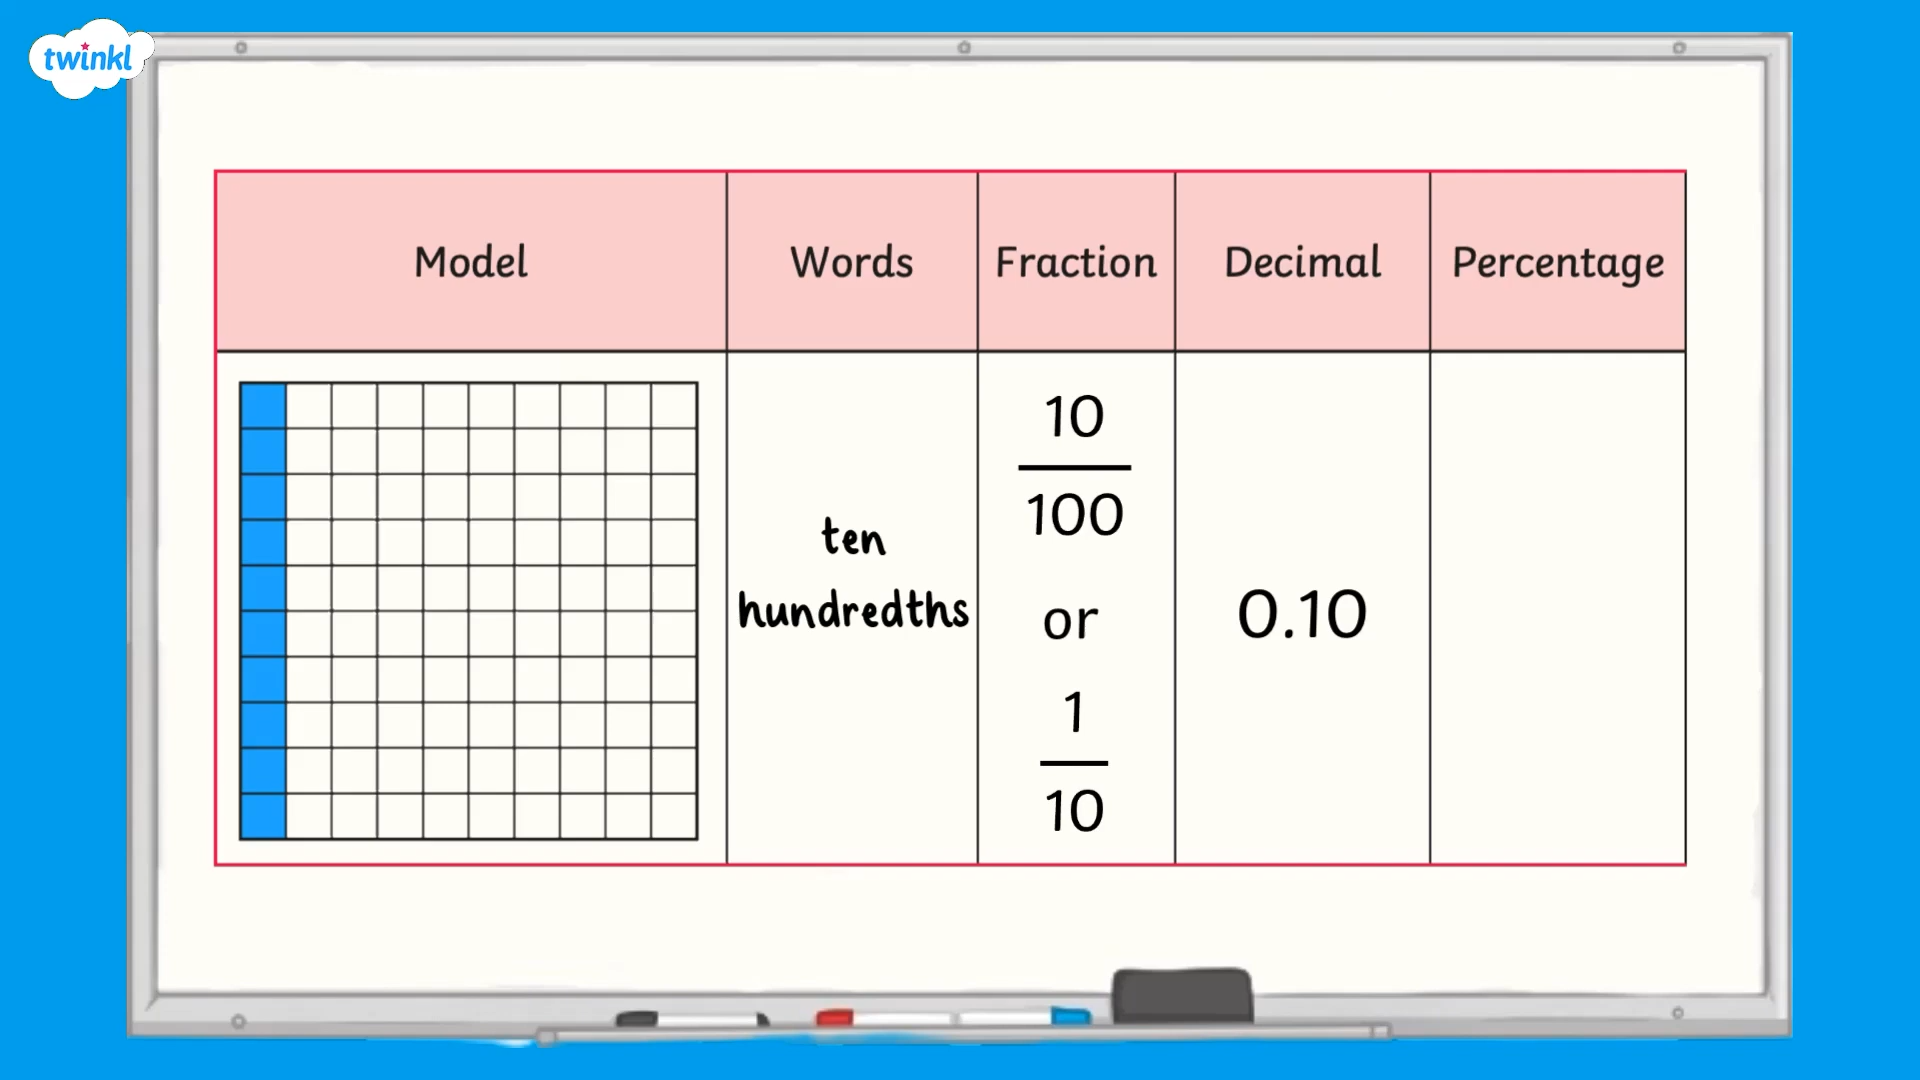 twinkl
Model Words Fraction Decimal Percentage
ten
hundredths
10
100
or
1
10
0.10